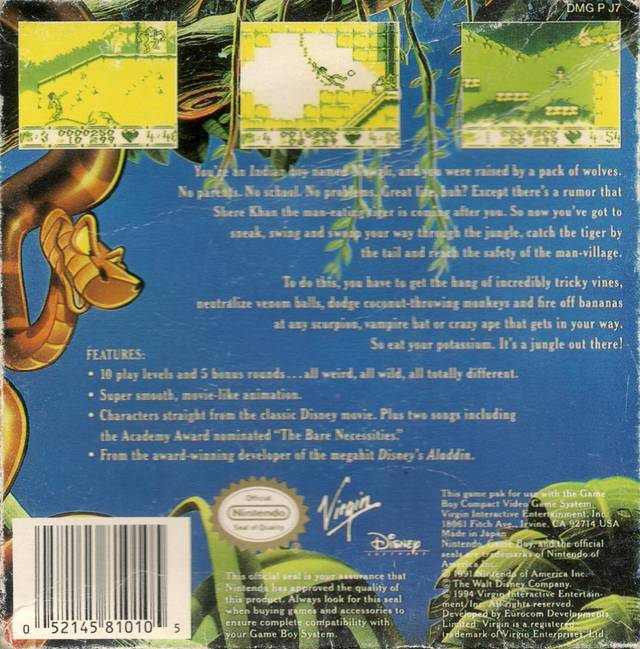 DMG P J7
You're an Indian boy named Mowgli, and you were raised by a pack of wolves.
No parents. No school. No problems. Great life, huh? Except there's a rumor that
Shere Khan the man-eating tiger is coming after you. So now you've got to
sneak, swing and swoop your way through the jungle, catch the tiger by
the tail and reach the safety of the man-village.
To do this, you have to get the hang of incredibly tricky vines,
neutralize venom balls, dodge coconut-throwing monkeys and fire off bananas
at any scorpion, vampire bat or crazy ape that gets in your way.
So eat your potassium. It's a jungle out there!
FEATURES:
• 10 play levels and 5 bonus rounds...all weird, all wild, all totally different.
• Super smooth, movie-like animation.
• Characters straight from the classic Disney movie. Plus two songs including
the Academy Award nominated "The Bare Necessities."
• From the award-winning developer of the megahit Disney's Aladdin.
Official
Nintendo
Seal of Quality
Virgin
Disney
SOFTWARE
This official seal is your assurance that
Nintendo has approved the quality of
this product. Always look for this seal
when buying games and accessories to
ensure complete compatibility with
your Game Boy System.
This game pak for use with the Game
Boy Compact Video Game System.
Virgin Interactive Entertainment, Inc.
18061 Fitch Ave., Irvine, CA 92714 USA
Made in Japan
Nintendo, Game Boy, and the official
seals are trademarks of Nintendo of
America Inc.
© 1991 Nintendo of America Inc.
© The Walt Disney Company.
© 1994 Virgin Interactive Entertain-
ment, Inc. All rights reserved.
Developed by Eurocom Developments
Limited. Virgin is a registered
trademark of Virgin Enterprises, Ltd.
0 52145 81010 5